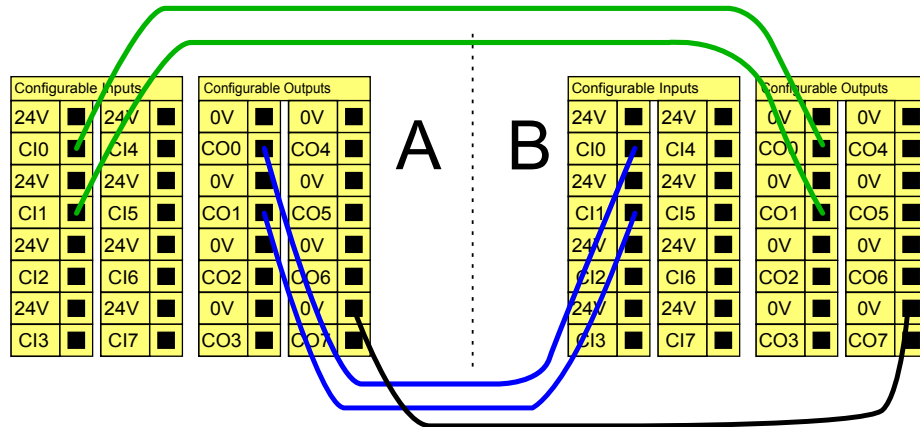 Configurable Inputs
24V 24V
CI0 CI4
24V 24V
CI1 CI5
24V 24V
CI2 CI6
24V 24V
CI3 CI7
Configurable Outputs
0V 0V
CO0 CO4
0V 0V
CO1 CO5
0V 0V
CO2 CO6
0V 0V
CO3 CO7
A
B
Configurable Inputs
24V 24V
CI0 CI4
24V 24V
CI1 CI5
24V 24V
CI2 CI6
24V 24V
CI3 CI7
Configurable Outputs
0V 0V
CO0 CO4
0V 0V
CO1 CO5
0V 0V
CO2 CO6
0V 0V
CO3 CO7